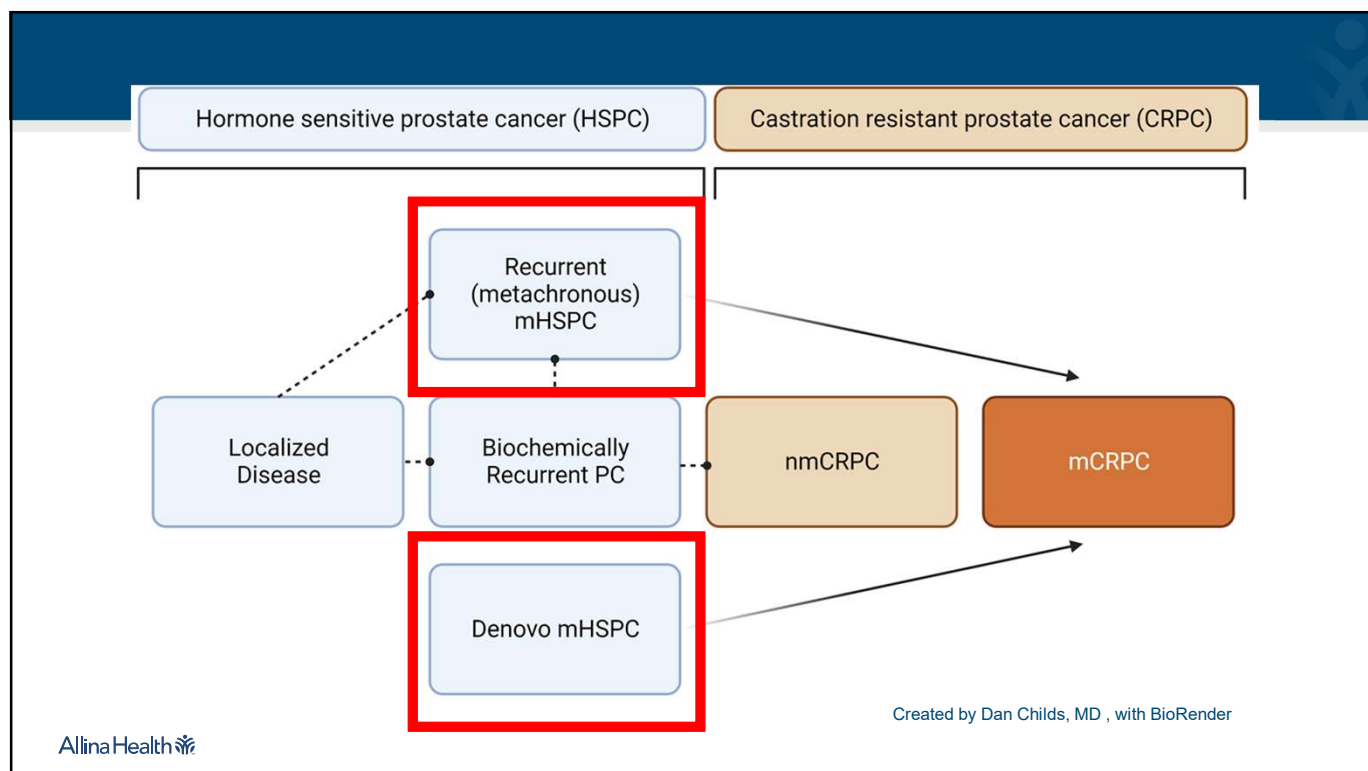 Hormone sensitive prostate cancer (HSPC)
Castration resistant prostate cancer (CRPC)
Recurrent
(metachronous)
mHSPC
Localized
Disease
Biochemically
Recurrent PC
nmCRPC
mCRPC
Denovo mHSPC
Created by Dan Childs, MD , with BioRender
Allina Health